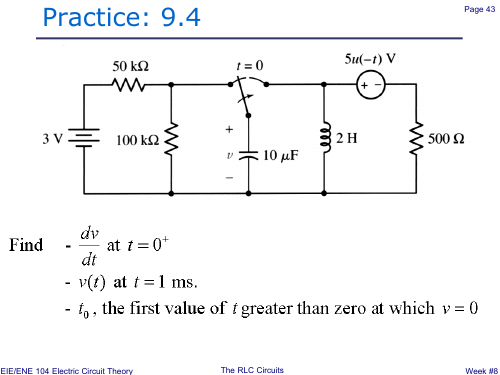 Practice: 9.4
Page 43
50 kΩ
t = 0
5u(−t) V
+ −
3 V
100 kΩ
+
v
−
10 μF
2 H
500 Ω
Find - dv/dt at t = 0⁺
- v(t) at t = 1 ms.
- t₀, the first value of t greater than zero at which v = 0
EIE/ENE 104 Electric Circuit Theory
The RLC Circuits
Week #8